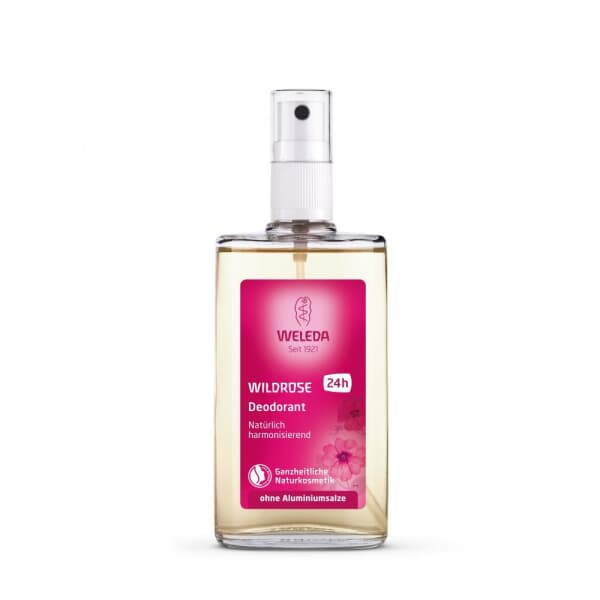 WELEDA
Seit 1921
WILDROSE 24h
Deodorant
Natürlich
harmonisierend
Ganzheitliche
Naturkosmetik
ohne Aluminiumsalze